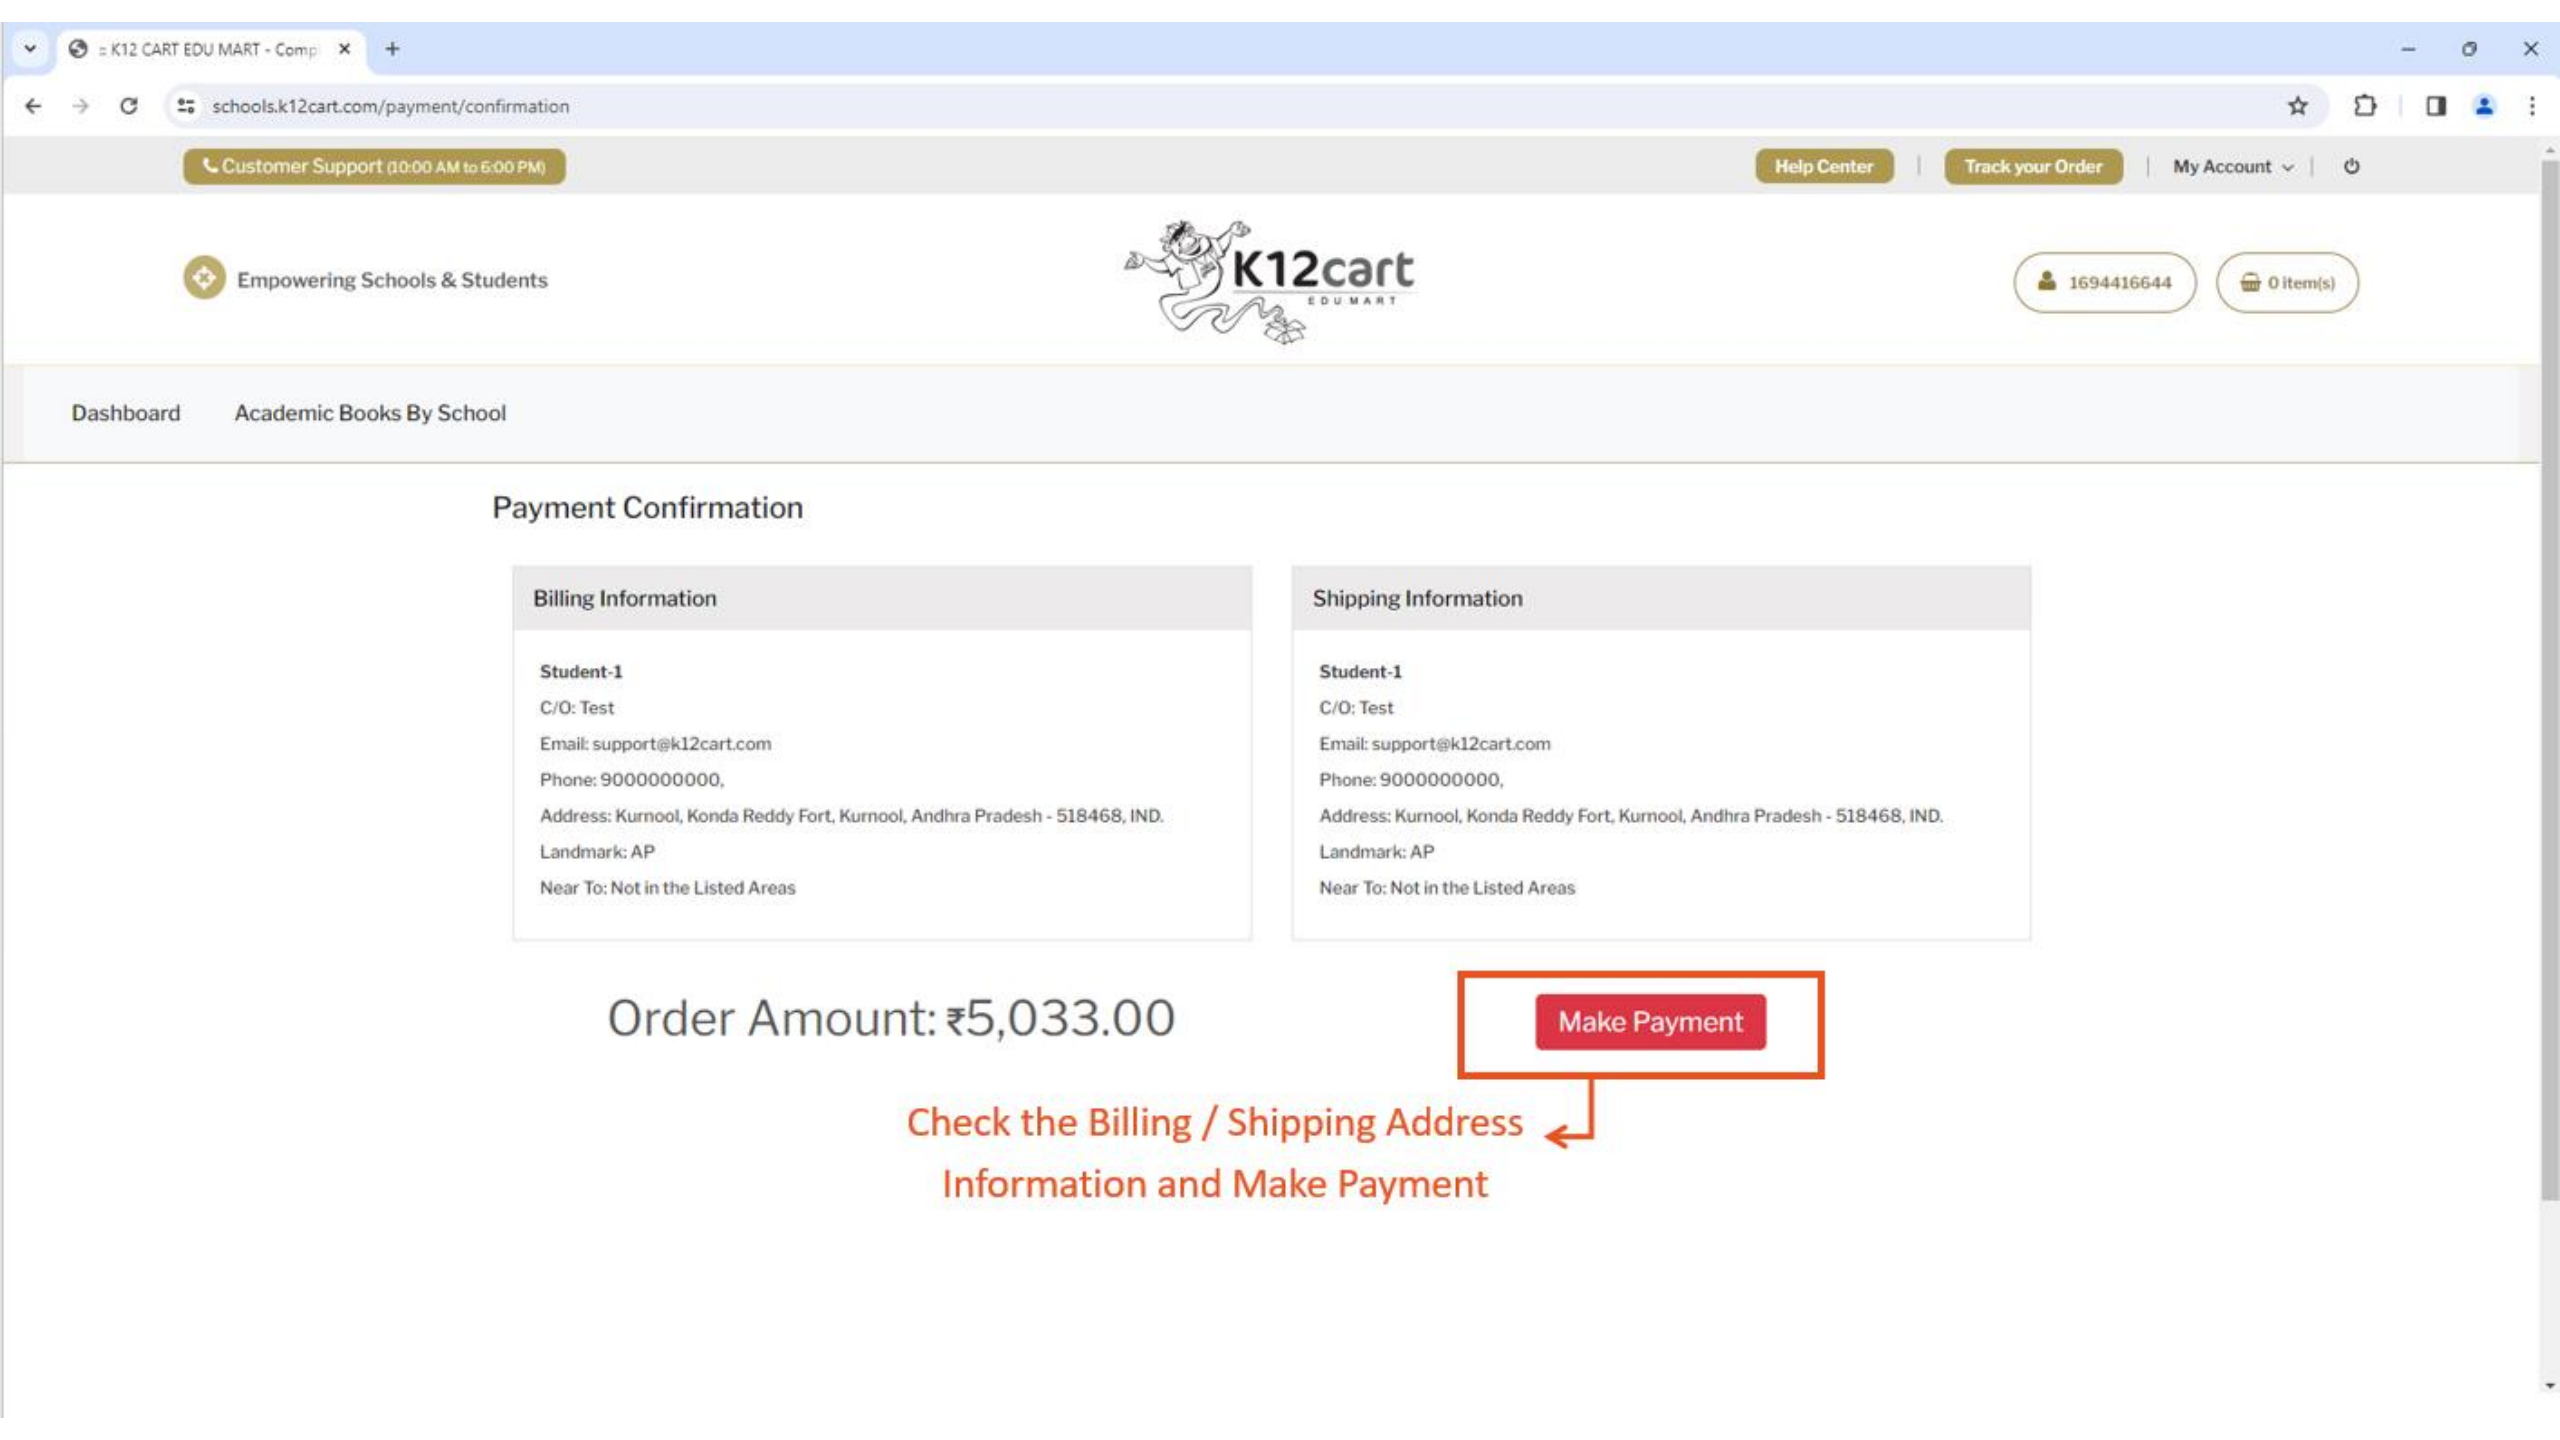 :: K12 CART EDU MART - Comp
schools.k12cart.com/payment/confirmation
Customer Support (10:00 AM to 6:00 PM)
Help Center | Track your Order | My Account |
Empowering Schools & Students
K12cart
EDU MART
1694416644
0 item(s)
Dashboard Academic Books By School
Payment Confirmation
Billing Information
Student-1
C/O: Test
Email: support@k12cart.com
Phone: 9000000000,
Address: Kurnool, Konda Reddy Fort, Kurnool, Andhra Pradesh - 518468, IND.
Landmark: AP
Near To: Not in the Listed Areas
Shipping Information
Student-1
C/O: Test
Email: support@k12cart.com
Phone: 9000000000,
Address: Kurnool, Konda Reddy Fort, Kurnool, Andhra Pradesh - 518468, IND.
Landmark: AP
Near To: Not in the Listed Areas
Order Amount: ₹5,033.00
Make Payment
Check the Billing / Shipping Address
Information and Make Payment